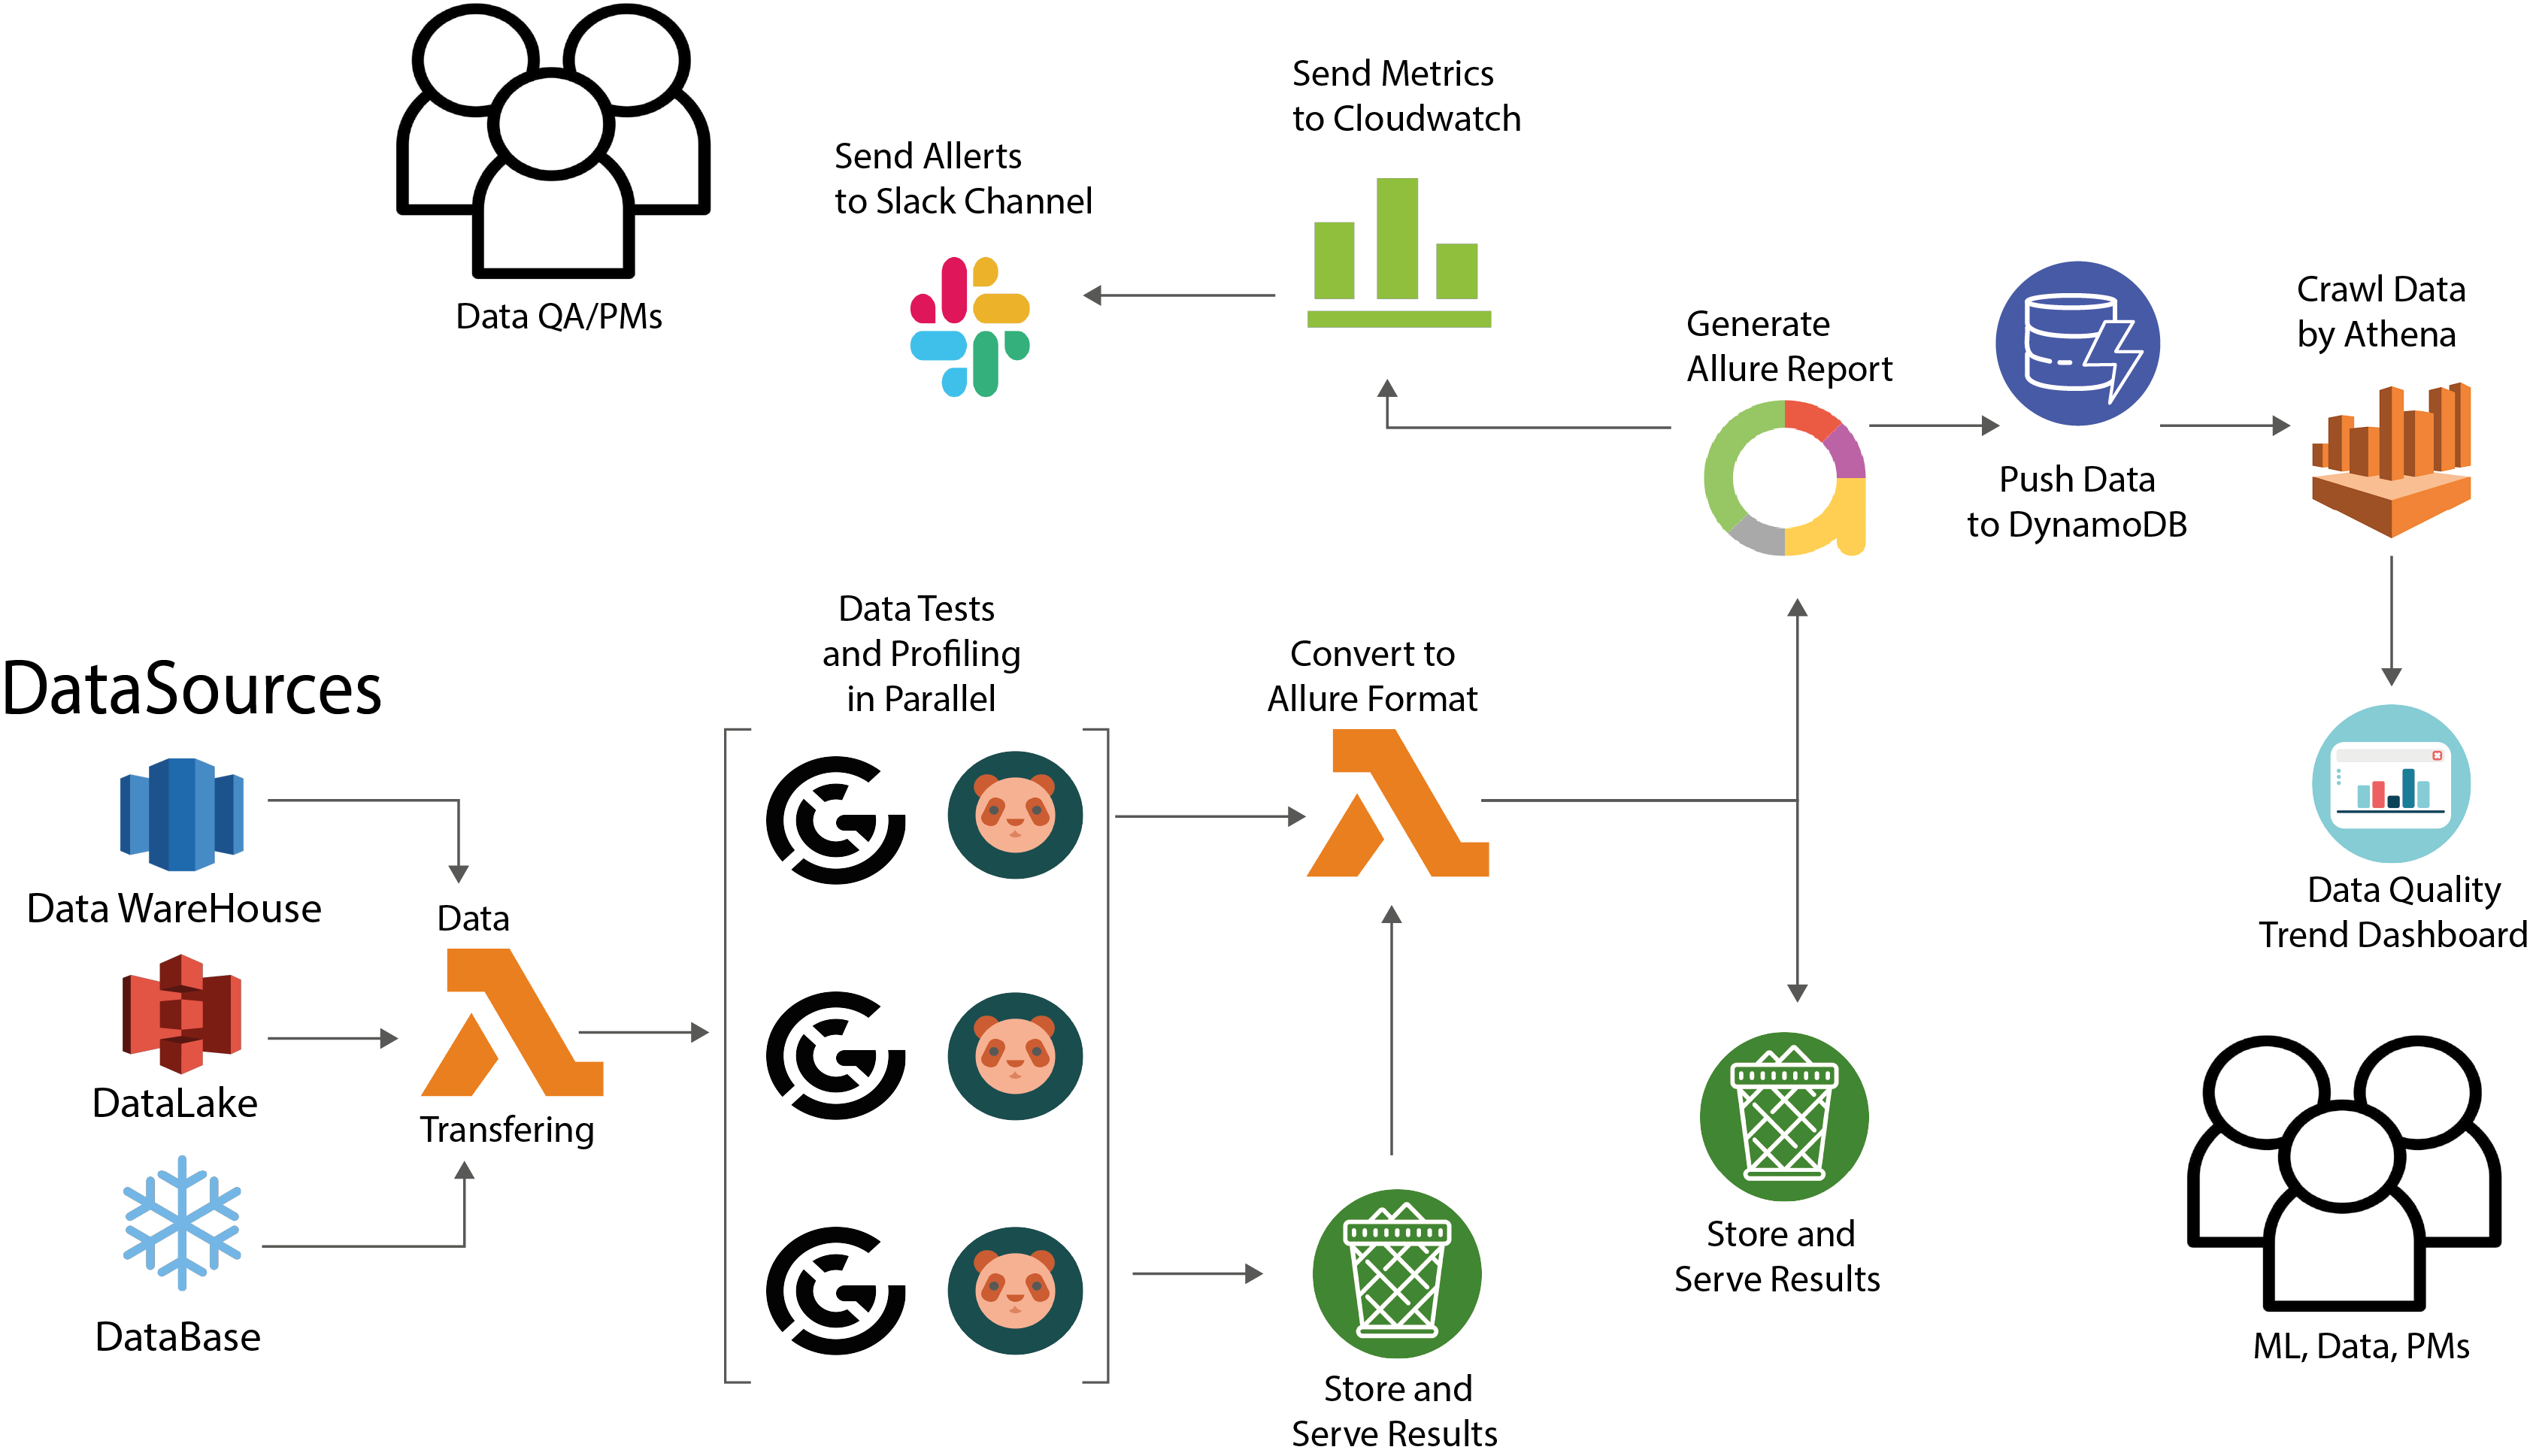 Data QA/PMs
Send Allerts
to Slack Channel
Send Metrics
to Cloudwatch
Generate
Allure Report
Push Data
to DynamoDB
Crawl Data
by Athena
DataSources
Data WareHouse
DataLake
DataBase
Data
Transfering
Data Tests
and Profiling
in Parallel
Convert to
Allure Format
Store and
Serve Results
Store and
Serve Results
Data Quality
Trend Dashboard
ML, Data, PMs